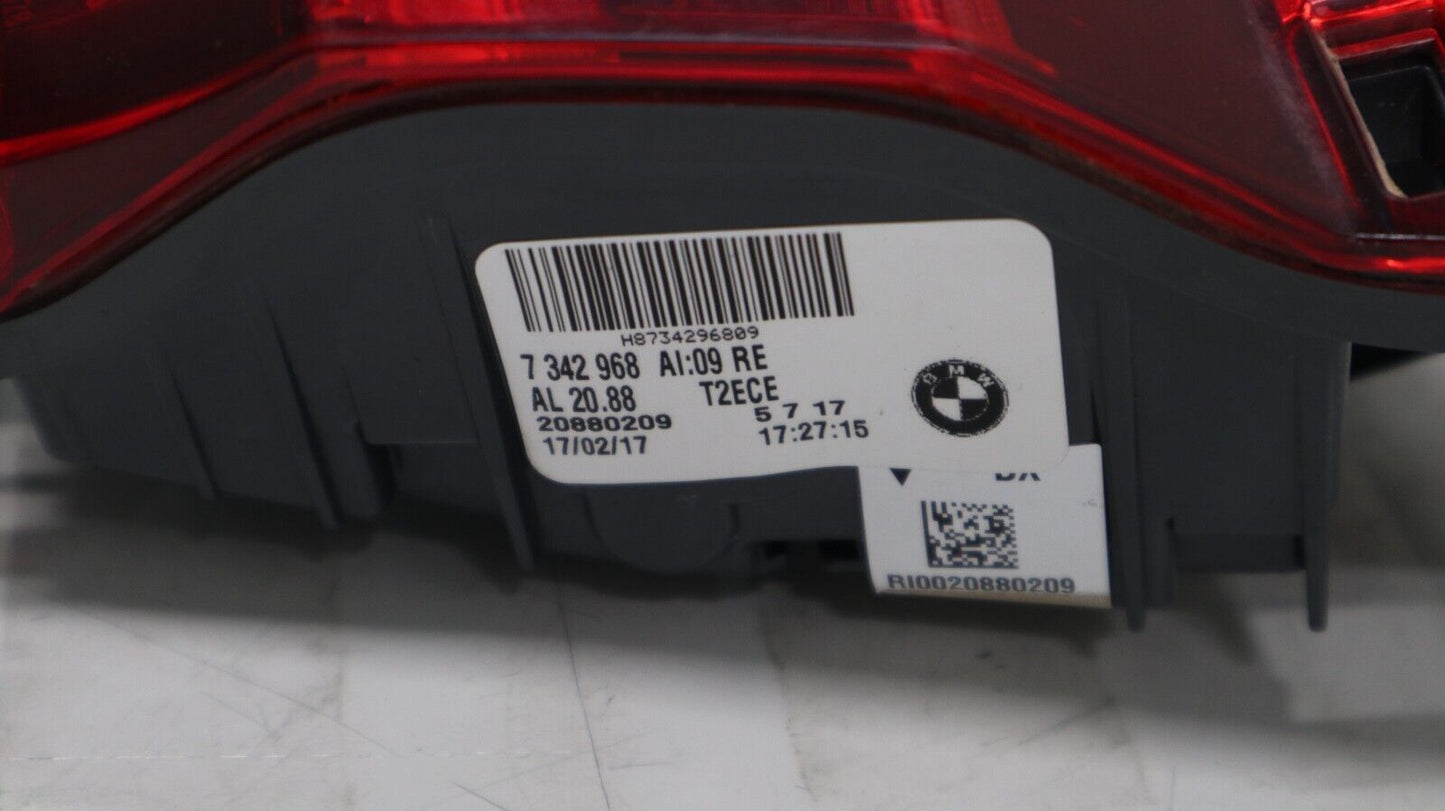 H8734296809
7 342 968 AI:09 RE
AL 20.88 T2ECE
20880209 5 7 17
17/02/17 17:27:15
BMW
RI0020880209